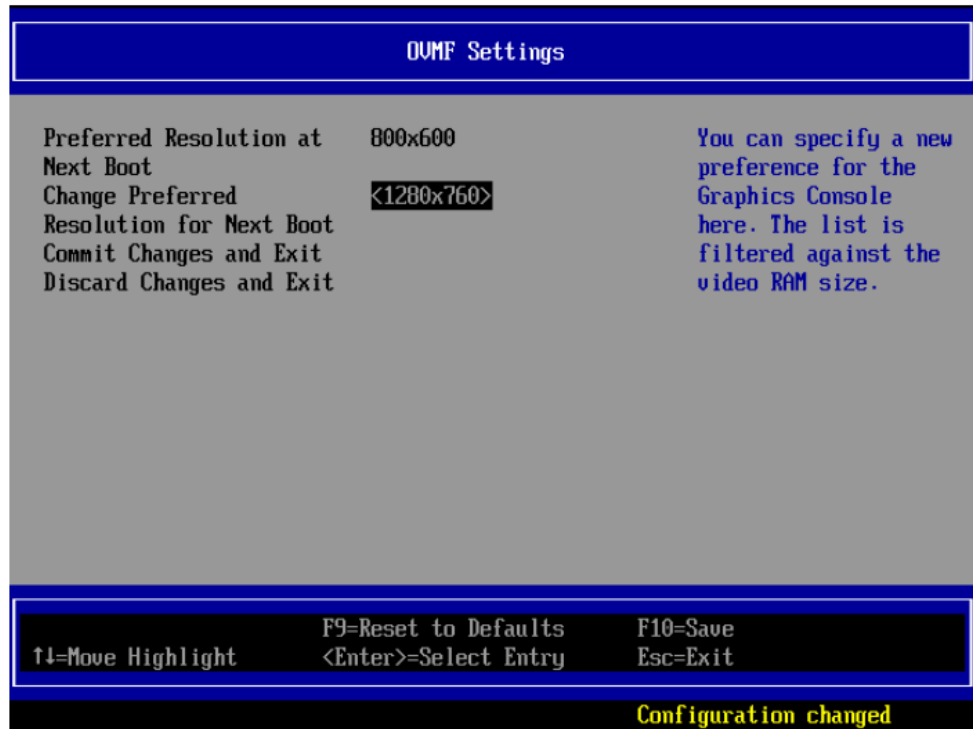 OVMF Settings
Preferred Resolution at 800x600
Next Boot
Change Preferred <1280x760>
Resolution for Next Boot
Commit Changes and Exit
Discard Changes and Exit
You can specify a new
preference for the
Graphics Console
here. The list is
filtered against the
video RAM size.
F9=Reset to Defaults F10=Save
↑↓=Move Highlight <Enter>=Select Entry Esc=Exit
Configuration changed